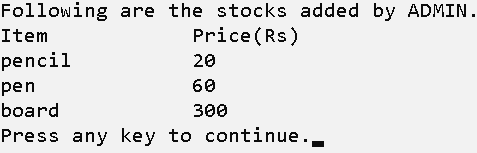 Following are the stocks added by ADMIN.
Item Price(Rs)
pencil 20
pen 60
board 300
Press any key to continue.